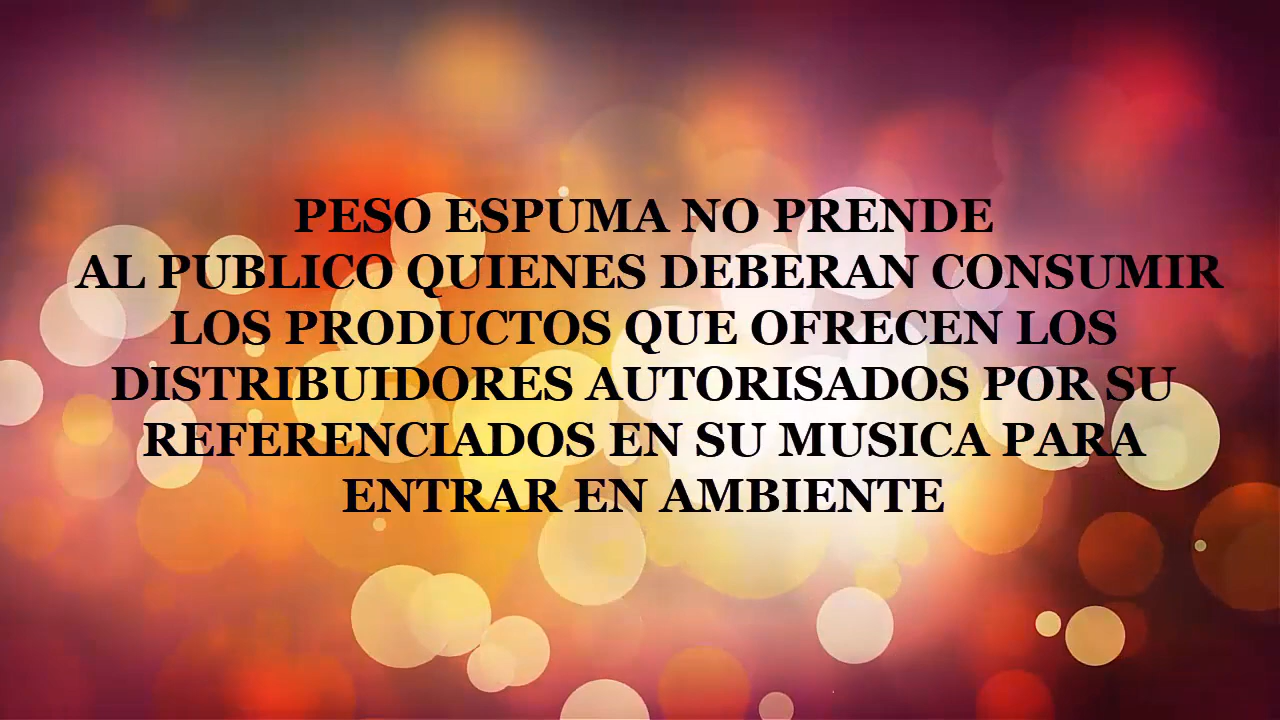 PESO ESPUMA NO PRENDE
AL PUBLICO QUIENES DEBERAN CONSUMIR
LOS PRODUCTOS QUE OFRECEN LOS
DISTRIBUIDORES AUTORISADOS POR SU
REFERENCIADOS EN SU MUSICA PARA
ENTRAR EN AMBIENTE